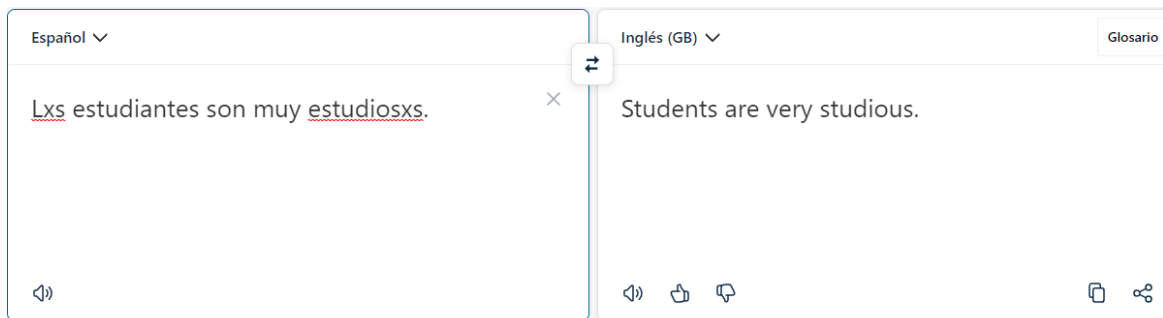 Español
Inglés (GB)
Glosario
Lxs estudiantes son muy estudiosxs.
Students are very studious.